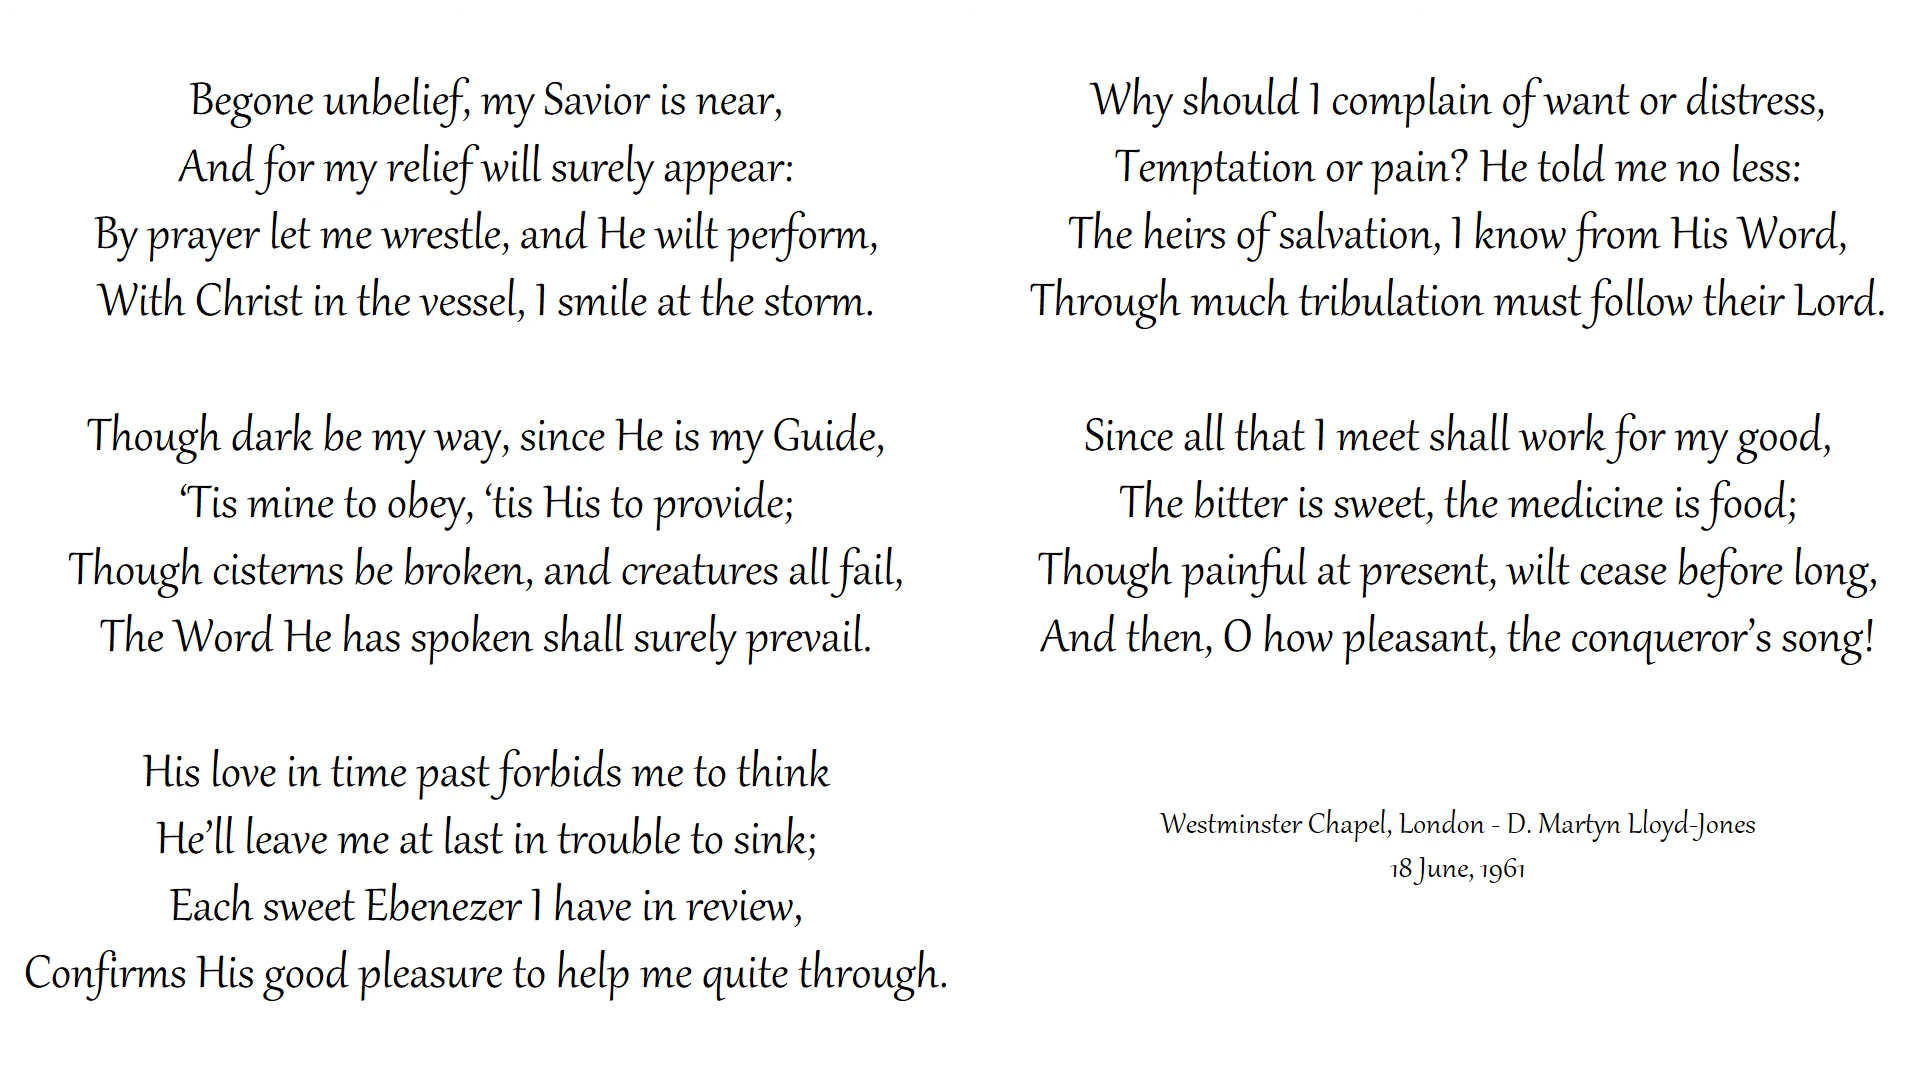 Begone unbelief, my Savior is near,
And for my relief will surely appear:
By prayer let me wrestle, and He wilt perform,
With Christ in the vessel, I smile at the storm.
Though dark be my way, since He is my Guide,
‘Tis mine to obey, ‘tis His to provide;
Though cisterns be broken, and creatures all fail,
The Word He has spoken shall surely prevail.
His love in time past forbids me to think
He’ll leave me at last in trouble to sink;
Each sweet Ebenezer I have in review,
Confirms His good pleasure to help me quite through.
Why should I complain of want or distress,
Temptation or pain? He told me no less:
The heirs of salvation, I know from His Word,
Through much tribulation must follow their Lord.
Since all that I meet shall work for my good,
The bitter is sweet, the medicine is food;
Though painful at present, wilt cease before long,
And then, O how pleasant, the conqueror’s song!
Westminster Chapel, London - D. Martyn Lloyd-Jones
18 June, 1961